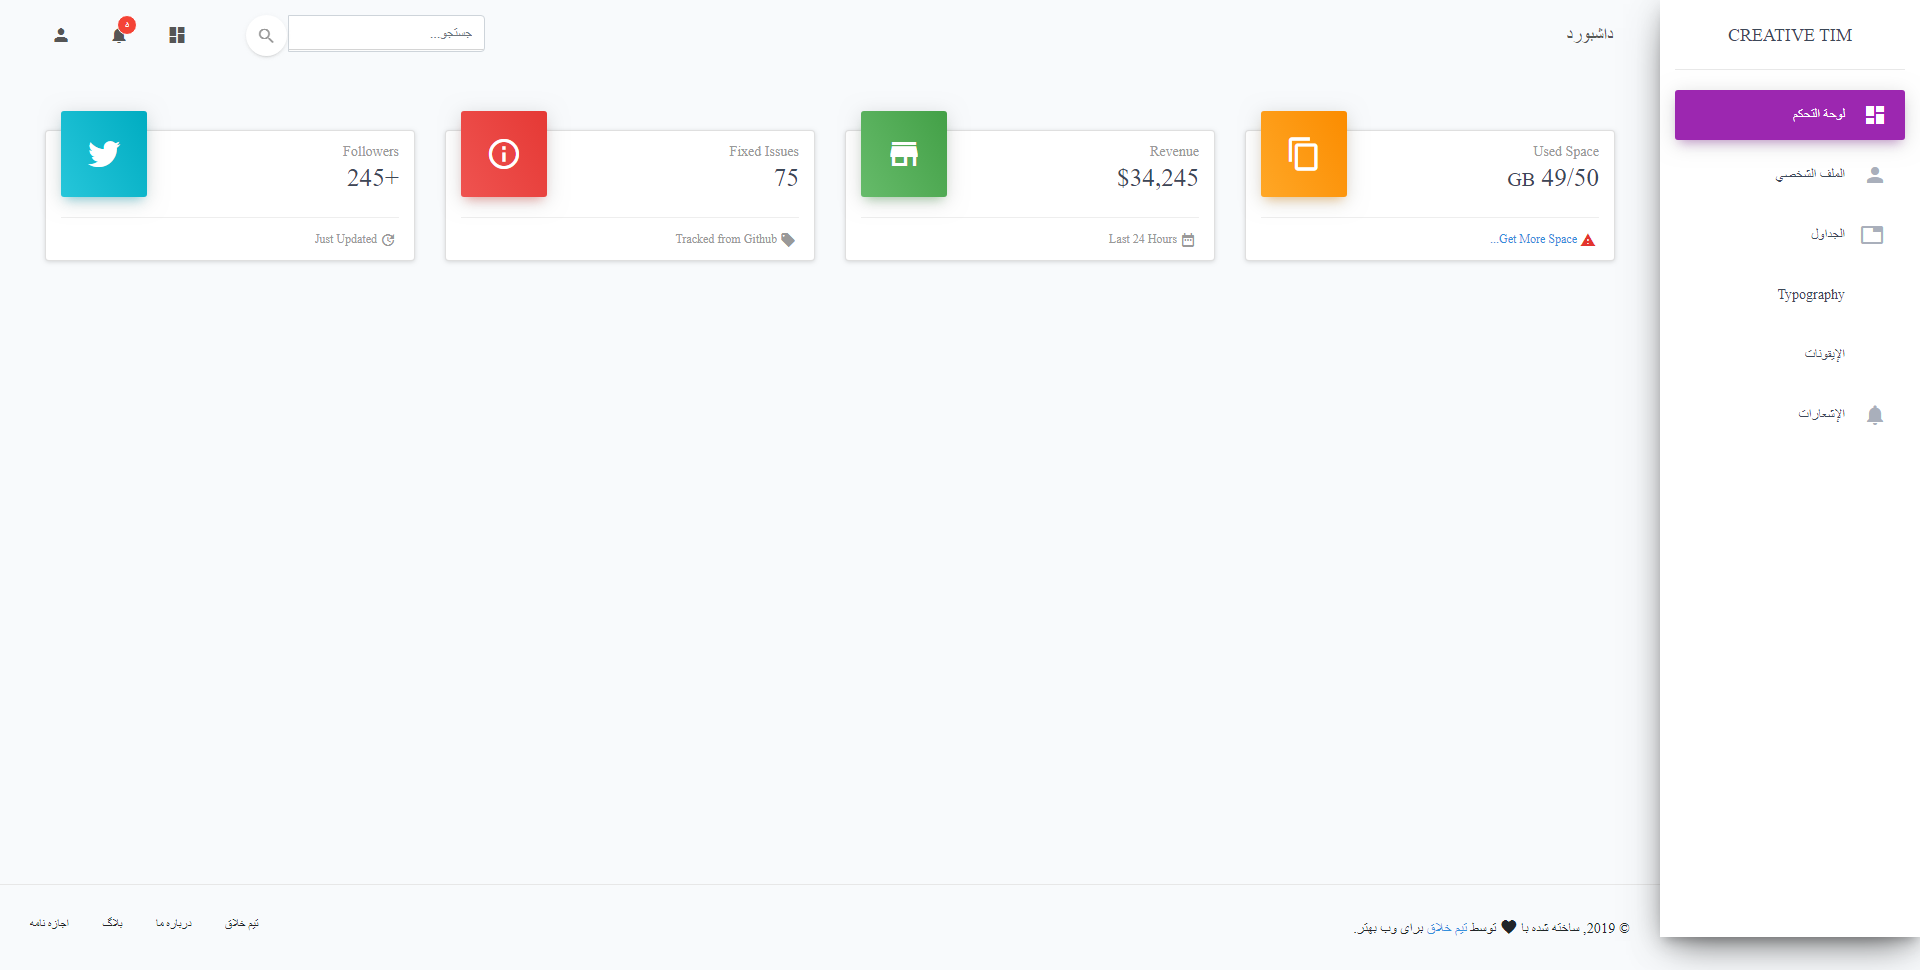 CREATIVE TIM
لوحة التحكم
الملف الشخصي
الجداول
Typography
الإيقونات
الإشعارات
داشبورد
جستجو...
۵
Used Space
49/50 GB
Get More Space...
Revenue
$34,245
Last 24 Hours
Fixed Issues
75
Tracked from Github
Followers
+245
Just Updated
© 2019, ساخته شده با توسط تیم خلاق برای وب بهتر.
تیم خلاق
درباره ما
بلاگ
اجازه نامه